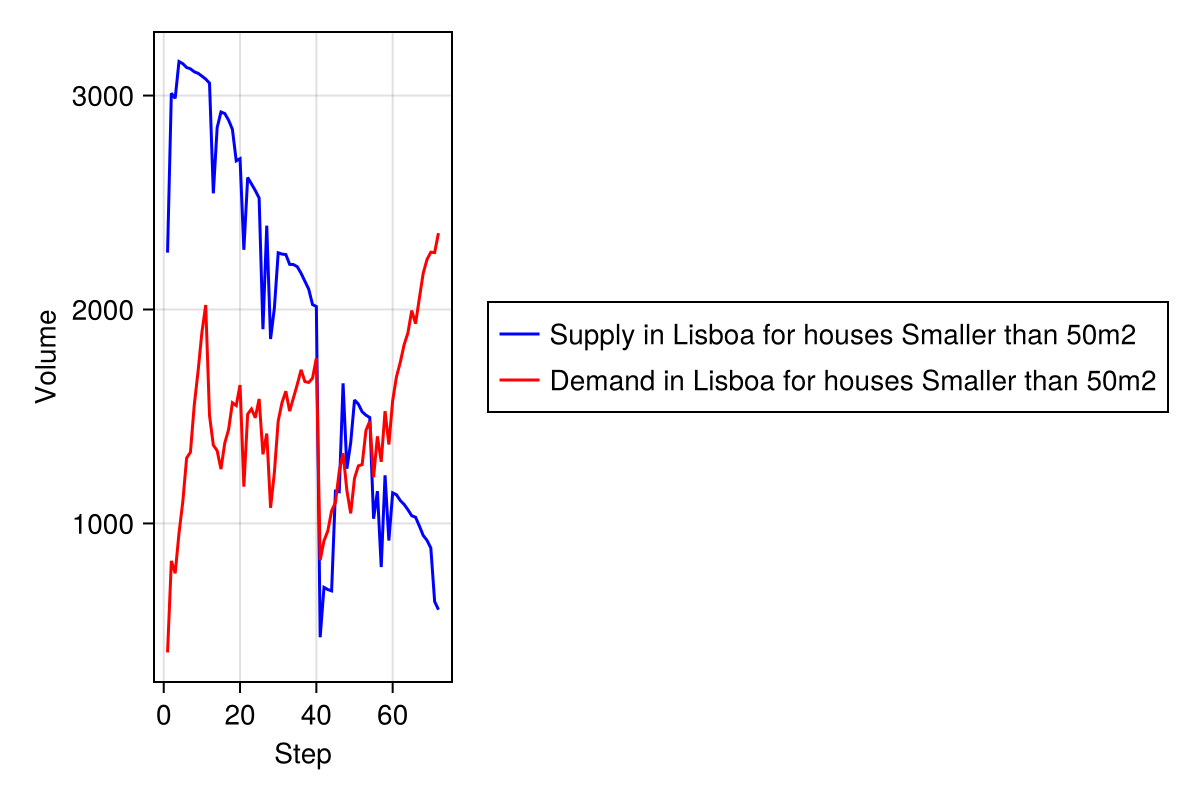 3000
2000
1000
Volume
0 20 40 60
Step
Supply in Lisboa for houses Smaller than 50m2
Demand in Lisboa for houses Smaller than 50m2